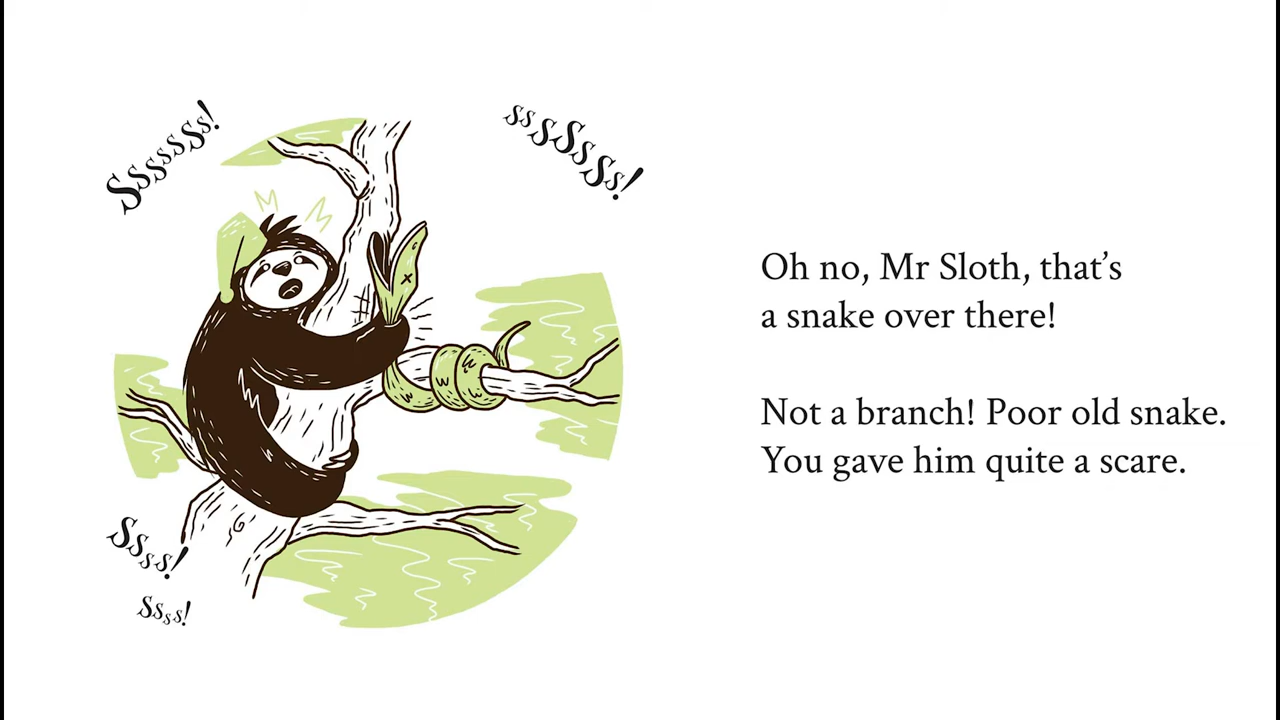 Sssssss!
sssSssSs!
Oh no, Mr Sloth, that's
a snake over there!
Not a branch! Poor old snake.
You gave him quite a scare.
Ssss!
Ssss!